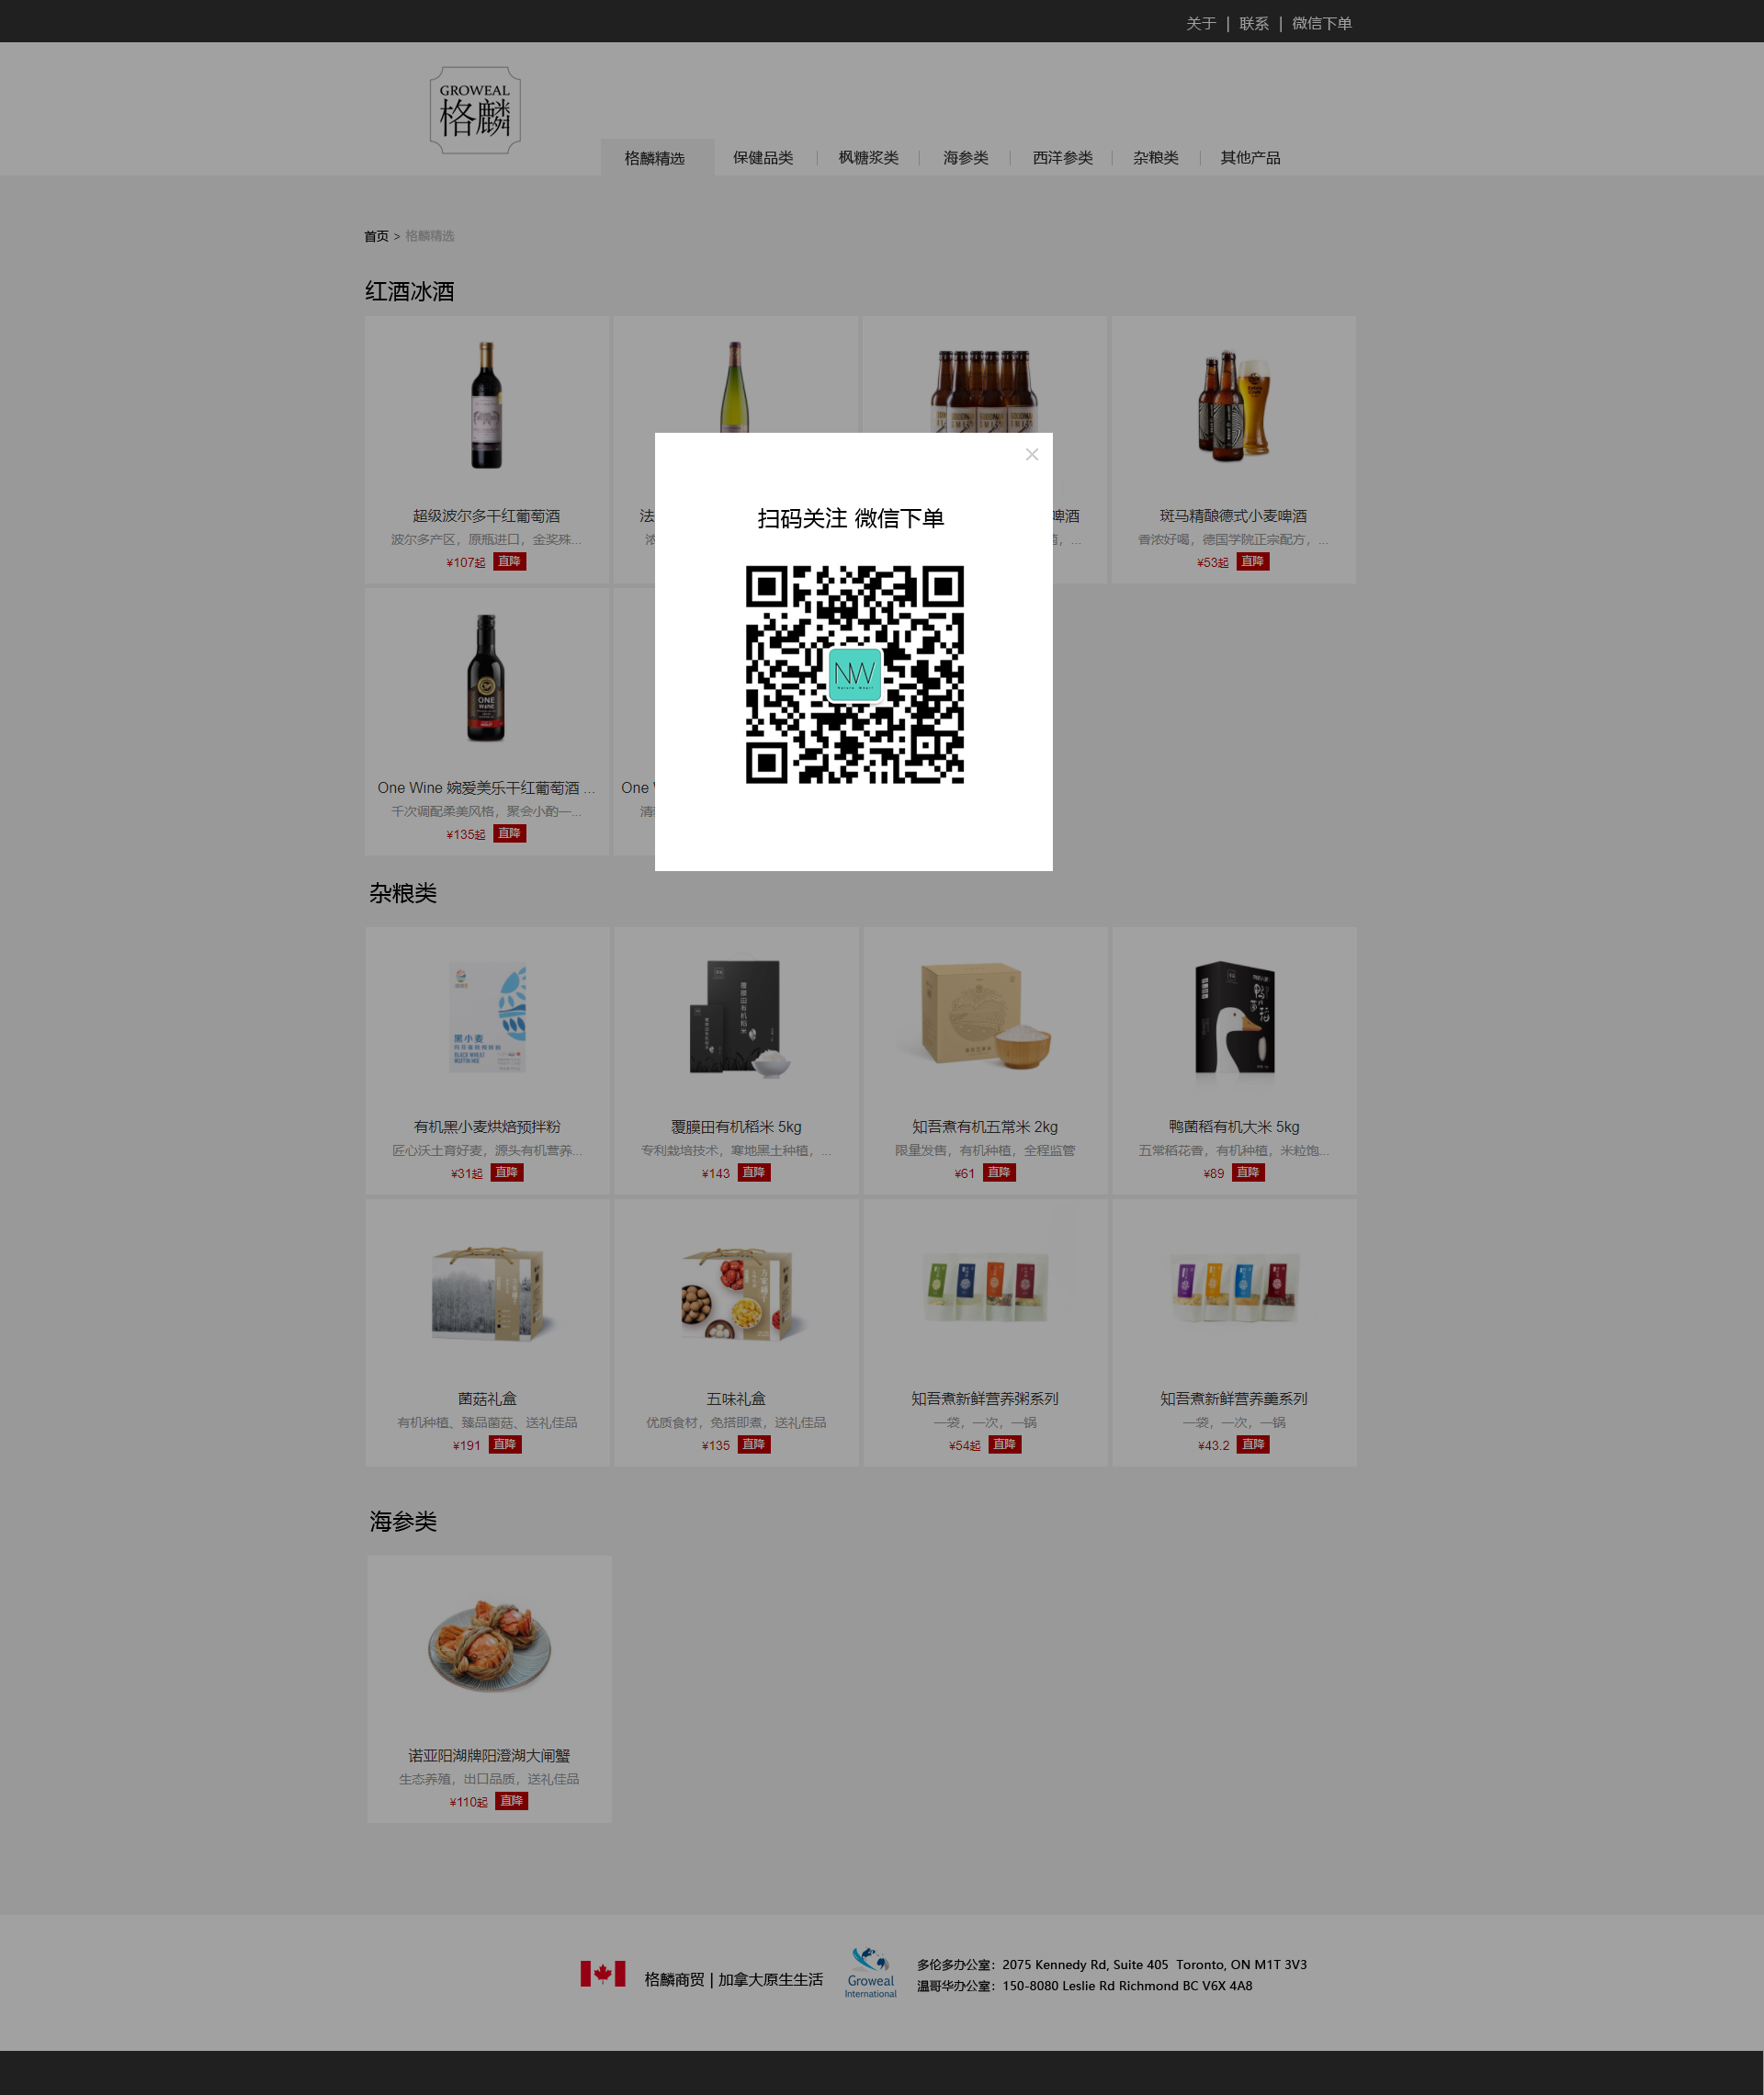 关于 | 联系 | 微信下单
GROWEAL
格麟
格麟精选 保健品类 枫糖浆类 海参类 西洋参类 杂粮类 其他产品
首页 > 格麟精选
红酒冰酒
扫码关注 微信下单
NW
超级波尔多干红葡萄酒
波尔多产区，原瓶进口，金奖殊...
¥107起 直降
法
浓
啤酒
斑马精酿德式小麦啤酒
香浓好喝，德国学院正宗配方，...
¥53起 直降
ONE
WINE
One Wine 婉爱美乐干红葡萄酒 ...
千次调配柔美风格，聚会小酌一...
¥135起 直降
One
清
杂粮类
黑小麦
BLACK WHEAT
有机黑小麦烘焙预拌粉
匠心沃土育好麦，源头有机营养...
¥31起 直降
覆膜田有机稻米
覆膜田有机稻米 5kg
专利栽培技术，寒地黑土种植，...
¥143 直降
知吾煮有机五常米 2kg
限量发售，有机种植，全程监管
¥61 直降
鸭菌稻有机大米 5kg
五常稻花香，有机种植，米粒饱...
¥89 直降
菌菇礼盒
有机种植、臻品菌菇、送礼佳品
¥191 直降
五味礼盒
优质食材，免搭即煮，送礼佳品
¥135 直降
知吾煮新鲜营养粥系列
一袋，一次，一锅
¥54起 直降
知吾煮新鲜营养羹系列
一袋，一次，一锅
¥43.2 直降
海参类
诺亚阳湖牌阳澄湖大闸蟹
生态养殖，出口品质，送礼佳品
¥110起 直降
格麟商贸 | 加拿大原生生活
Groweal
International
多伦多办公室：2075 Kennedy Rd, Suite 405 Toronto, ON M1T 3V3
温哥华办公室：150-8080 Leslie Rd Richmond BC V6X 4A8